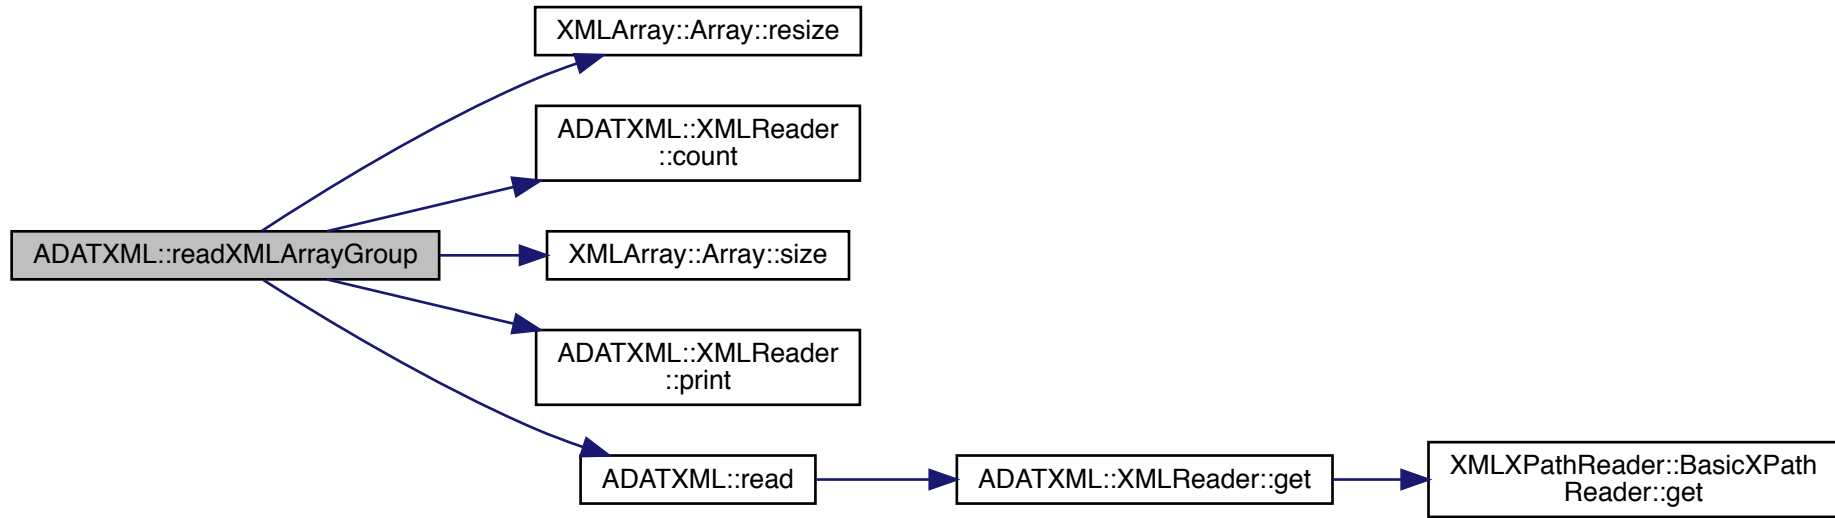 XMLArray::Array::resize
ADATXML::XMLReader
::count
ADATXML::readXMLArrayGroup
XMLArray::Array::size
ADATXML::XMLReader
::print
ADATXML::read
ADATXML::XMLReader::get
XMLXPathReader::BasicXPath
Reader::get